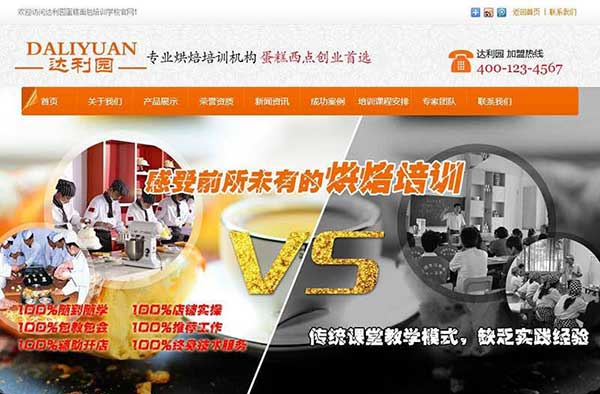 欢迎访问达利园蛋糕面包培训学校官网!
返回首页 | 联系我们
DALIYUAN
达利园
专业烘焙培训机构 蛋糕西点创业首选
达利园 加盟热线
400-123-4567
首页 关于我们 产品展示 荣誉资质 新闻资讯 成功案例 培训课程安排 专家团队 联系我们
感受前所未有的烘焙培训
VS
100%随到随学 100%店铺实操
100%包教包会 100%推荐工作
100%辅助开店 100%终身技术服务
传统课堂教学模式，缺乏实践经验